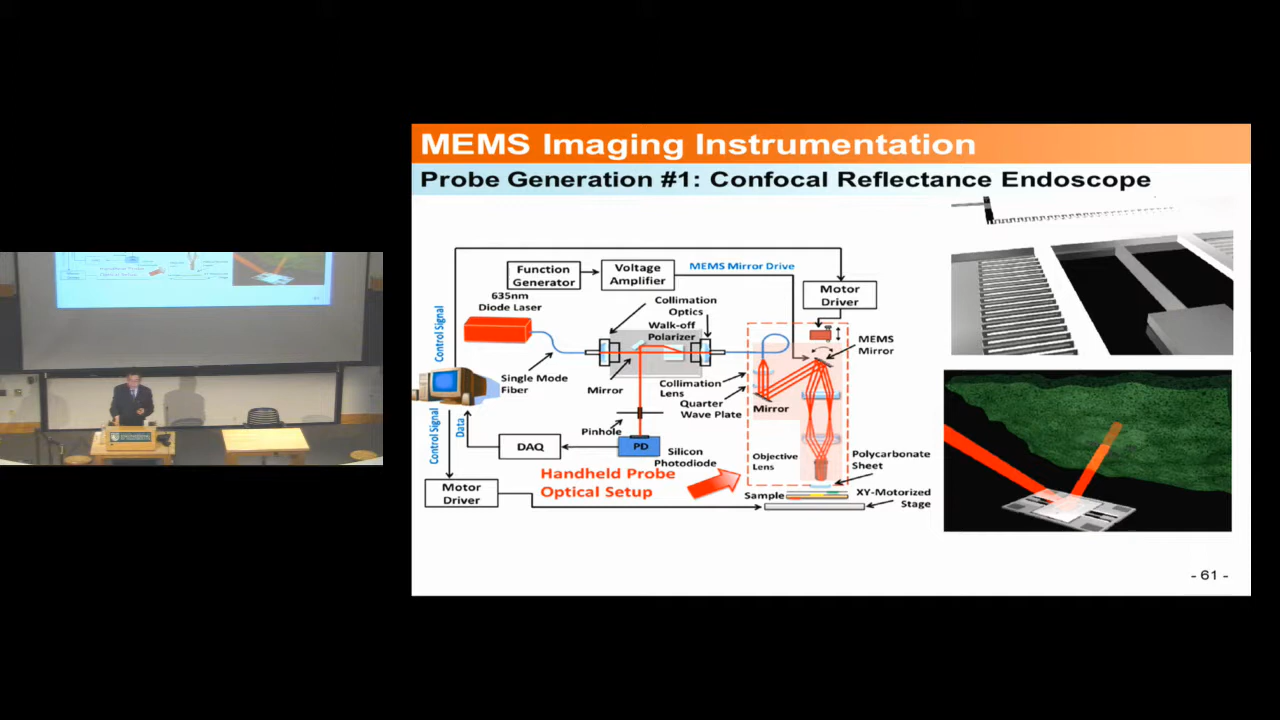 MEMS Imaging Instrumentation
Probe Generation #1: Confocal Reflectance Endoscope
Function
Generator
Voltage
Amplifier
MEMS Mirror Drive
Motor
Driver
635nm
Diode Laser
Collimation
Optics
Walk-off
Polarizer
MEMS
Mirror
Control Signal
Single Mode
Fiber
Mirror
Collimation
Lens
Quarter
Wave Plate
Mirror
Control Signal
Data
Pinhole
DAQ
PD
Silicon
Photodiode
Objective
Lens
Polycarbonate
Sheet
Handheld Probe
Optical Setup
Motor
Driver
Sample
XY-Motorized
Stage
- 61 -